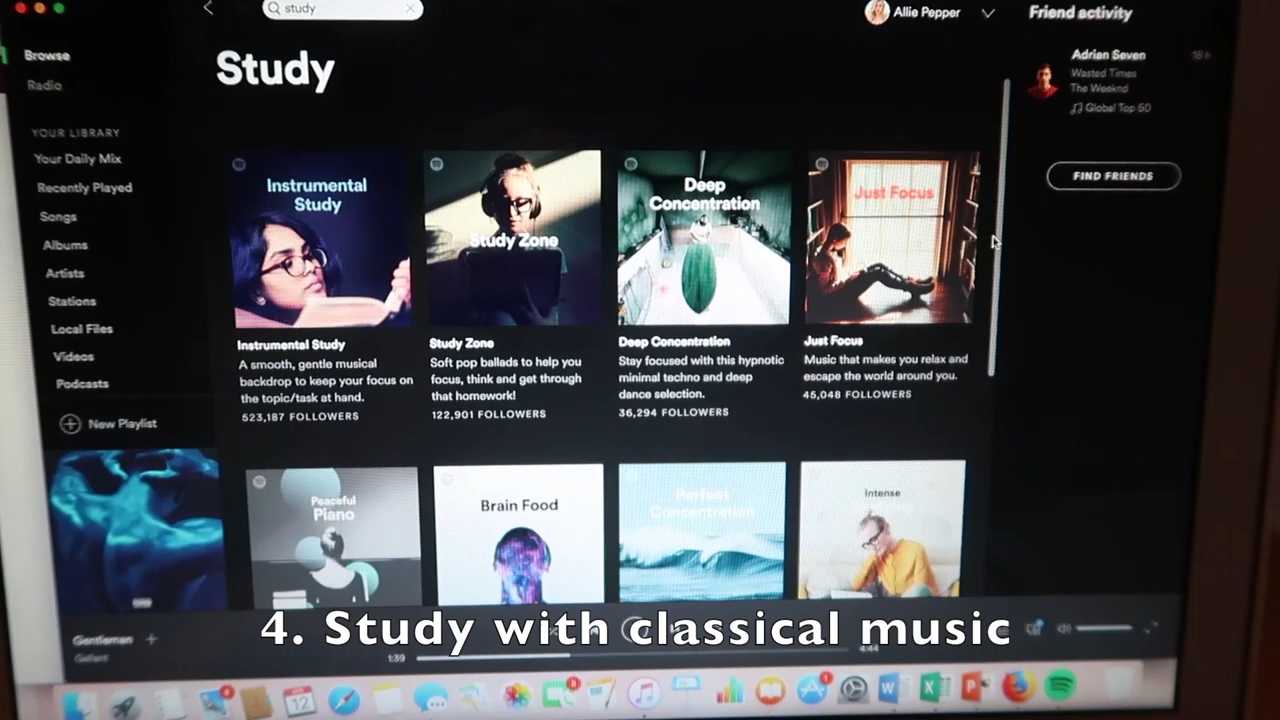 study
Allie Pepper
Friend activity
Browse
Radio
YOUR LIBRARY
Your Daily Mix
Recently Played
Songs
Albums
Artists
Stations
Local Files
Videos
Podcasts
New Playlist
Study
Adrian Seven
18h
Wasted Times
The Weeknd
Global Top 50
FIND FRIENDS
Instrumental
Study
Study Zone
Deep
Concentration
Just Focus
Instrumental Study
A smooth, gentle musical
backdrop to keep your focus on
the topic/task at hand.
523,187 FOLLOWERS
Study Zone
Soft pop ballads to help you
focus, think and get through
that homework!
122,901 FOLLOWERS
Deep Concentration
Stay focused with this hypnotic
minimal techno and deep
dance selection.
36,294 FOLLOWERS
Just Focus
Music that makes you relax and
escape the world around you.
45,048 FOLLOWERS
Peaceful
Piano
Brain Food
Perfect
Concentration
Intense
Gentleman
Gallant
1:39
4:44
4. Study with classical music
12